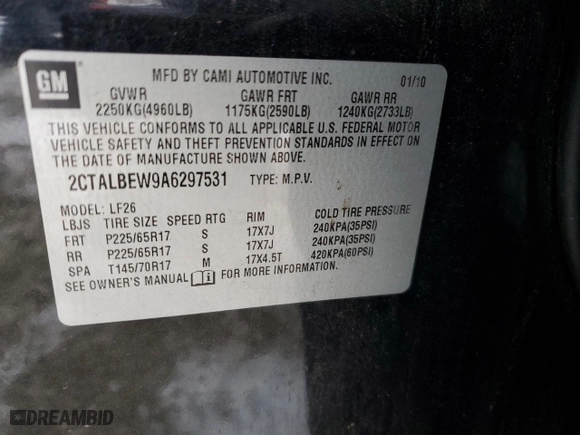 GM
MFD BY CAMI AUTOMOTIVE INC. 01/10
GVWR GAWR FRT GAWR RR
2250KG(4960LB) 1175KG(2590LB) 1240KG(2733LB)
THIS VEHICLE CONFORMS TO ALL APPLICABLE U.S. FEDERAL MOTOR
VEHICLE SAFETY AND THEFT PREVENTION STANDARDS IN EFFECT ON
THE DATE OF MANUFACTURE SHOWN ABOVE.
2CTALBEW9A6297531 TYPE: M.P.V.
MODEL: LF26
LBJS TIRE SIZE SPEED RTG RIM COLD TIRE PRESSURE
FRT P225/65R17 S 17X7J 240KPA(35PSI)
RR P225/65R17 S 17X7J 240KPA(35PSI)
SPA T145/70R17 M 17X4.5T 420KPA(60PSI)
SEE OWNER'S MANUAL FOR MORE INFORMATION.
DREAMBID